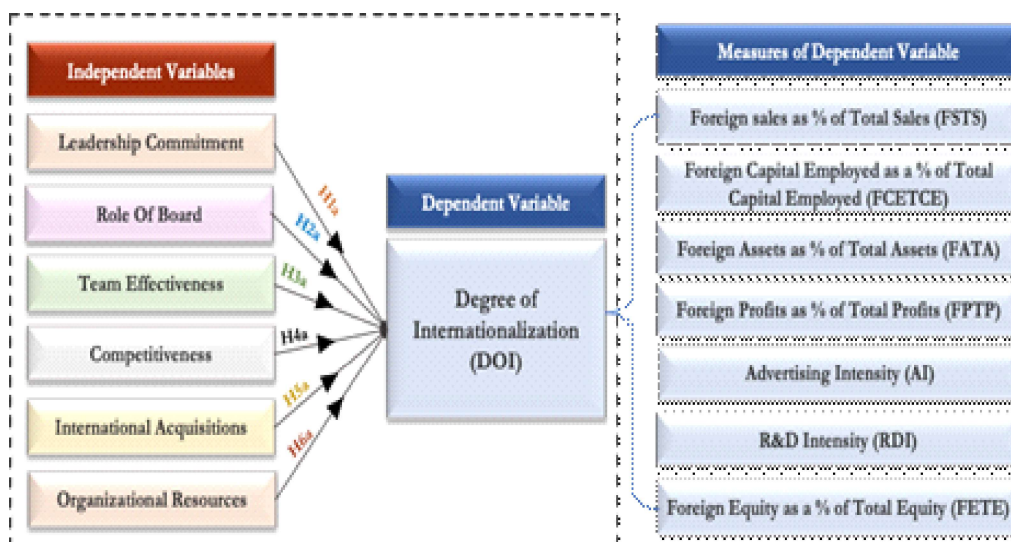 Independent Variables
Leadership Commitment
Role Of Board
Team Effectiveness
Competitiveness
International Acquisitions
Organizational Resources
H1a
H2a
H3a
H4a
H5a
H6a
Dependent Variable
Degree of
Internationalization
(DOI)
Measures of Dependent Variable
Foreign sales as % of Total Sales (FSTS)
Foreign Capital Employed as a % of Total
Capital Employed (FCETCE)
Foreign Assets as % of Total Assets (FATA)
Foreign Profits as % of Total Profits (FPTP)
Advertising Intensity (AI)
R&D Intensity (RDI)
Foreign Equity as a % of Total Equity (FETE)